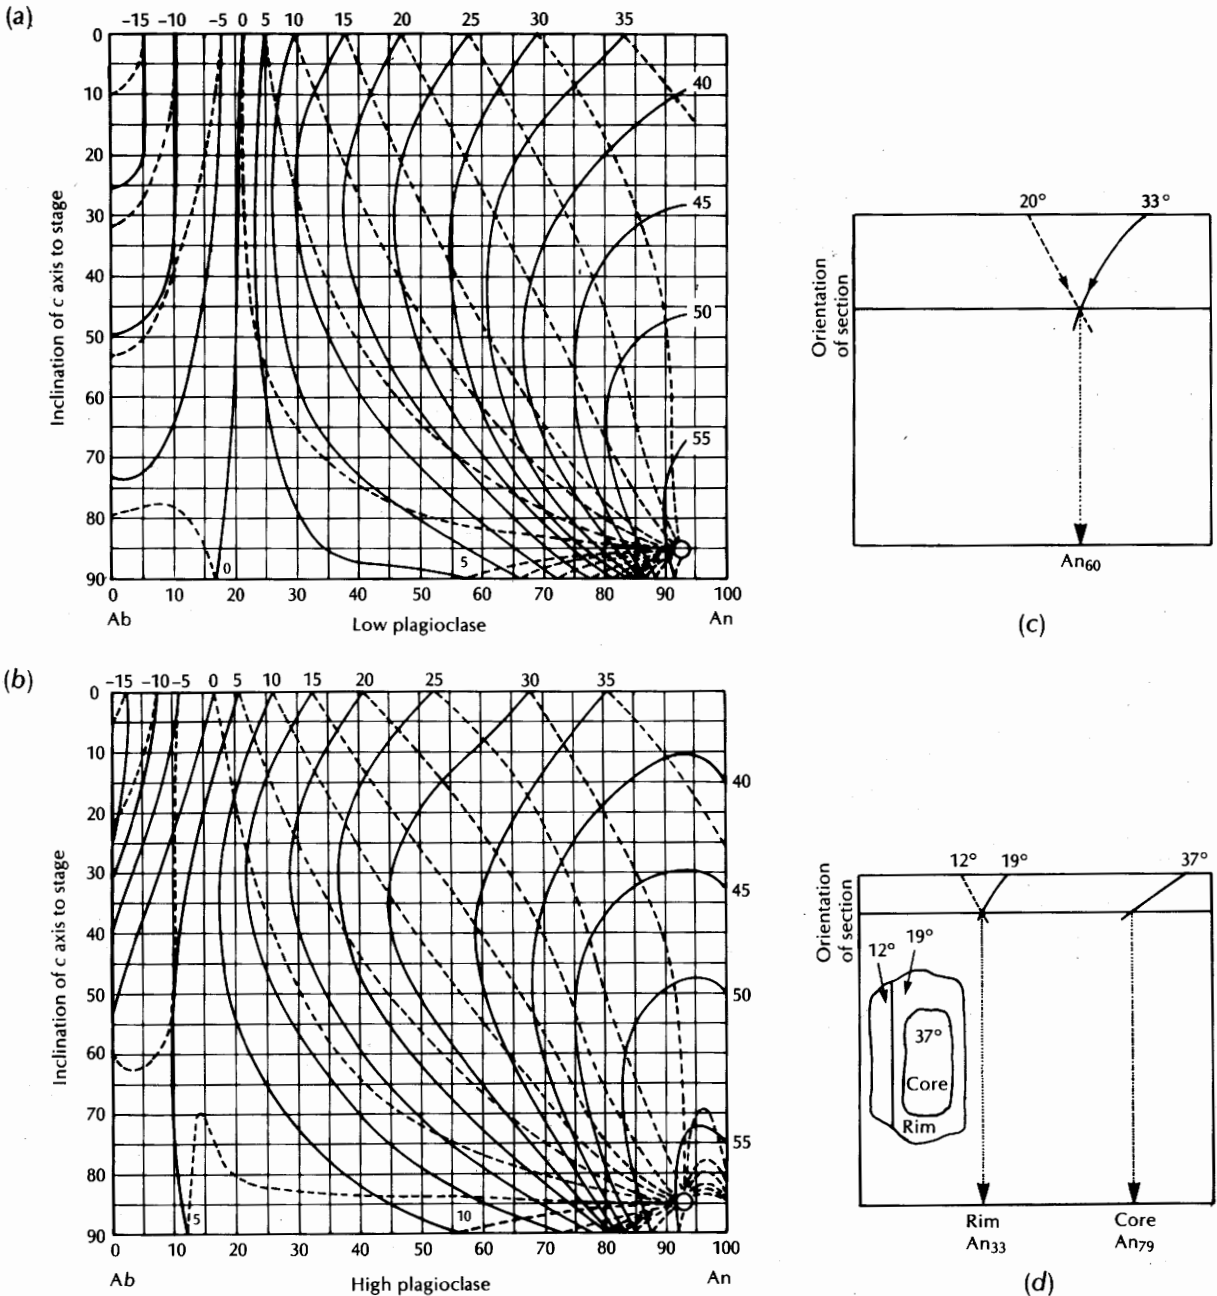 (a)
−15 −10 −5 0 5 10 15 20 25 30 35
0
10
20
30
40
50
60
70
80
90
40
45
50
55
5
0
0 10 20 30 40 50 60 70 80 90 100
Ab Low plagioclase An
Inclination of c axis to stage
(b)
−15 −10 −5 0 5 10 15 20 25 30 35
0
10
20
30
40
50
60
70
80
90
40
45
50
55
5
10
0 10 20 30 40 50 60 70 80 90 100
Ab High plagioclase An
Inclination of c axis to stage
20° 33°
Orientation
of section
An60
(c)
12° 19° 37°
Orientation
of section
12° 19°
37°
Core
Rim
Rim Core
An33 An79
(d)